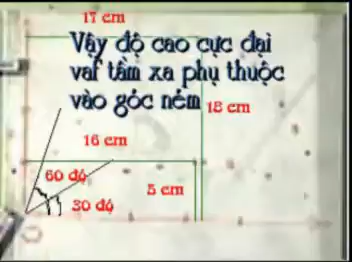 17 cm
Vậy độ cao cực đại
vaf tầm xa phụ thuộc
vào góc ném
18 cm
16 cm
60 độ
5 cm
30 độ